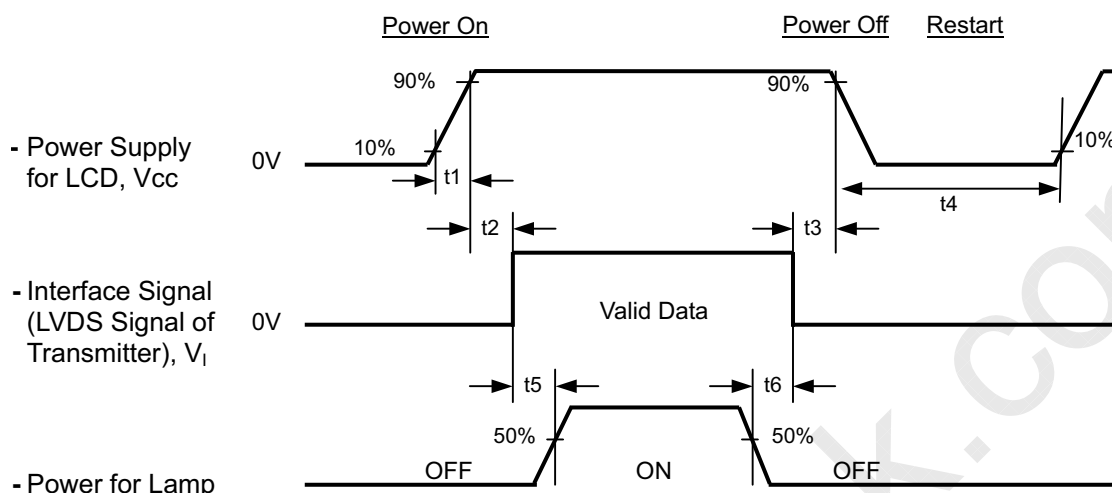 Power On
Power Off
Restart
90%
90%
- Power Supply
for LCD, Vcc
0V
10%
10%
t1
t4
t2
t3
- Interface Signal
(LVDS Signal of
Transmitter), VI
0V
Valid Data
t5
t6
50%
50%
- Power for Lamp
OFF
ON
OFF
k.com